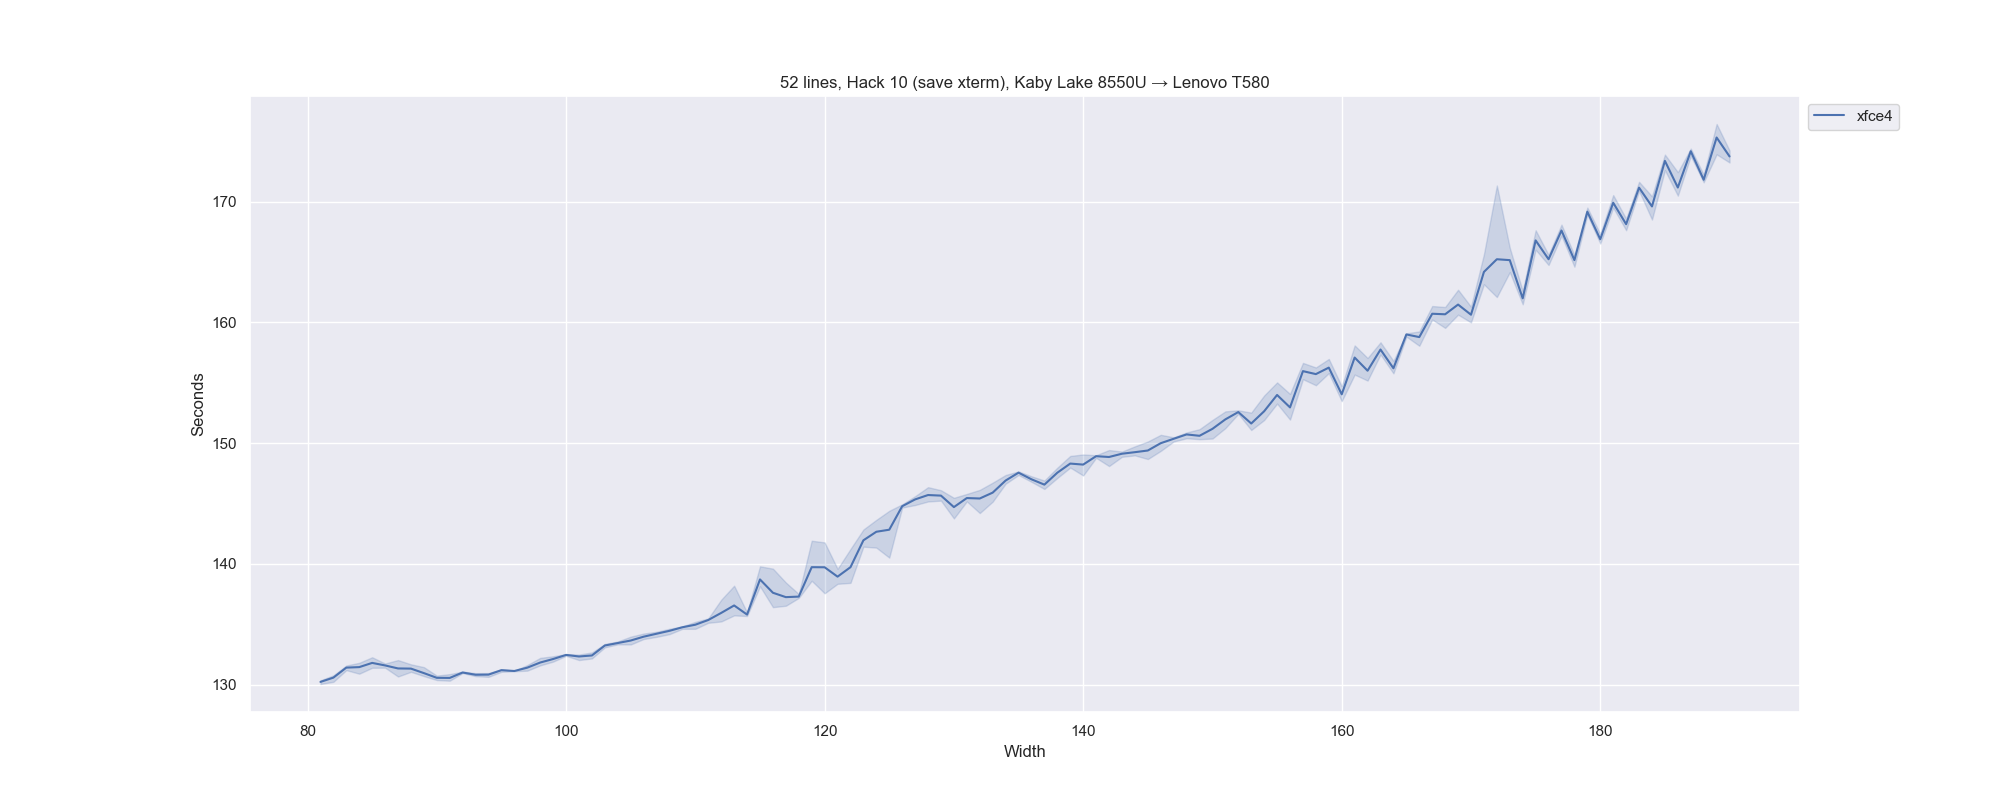 52 lines, Hack 10 (save xterm), Kaby Lake 8550U → Lenovo T580
xfce4
170
160
150
140
130
Seconds
80 100 120 140 160 180
Width